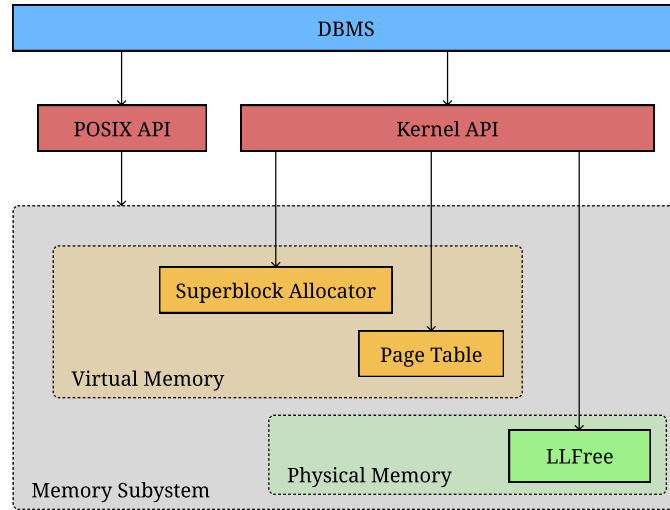 DBMS
POSIX API
Kernel API
Superblock Allocator
Page Table
Virtual Memory
LLFree
Physical Memory
Memory Subystem